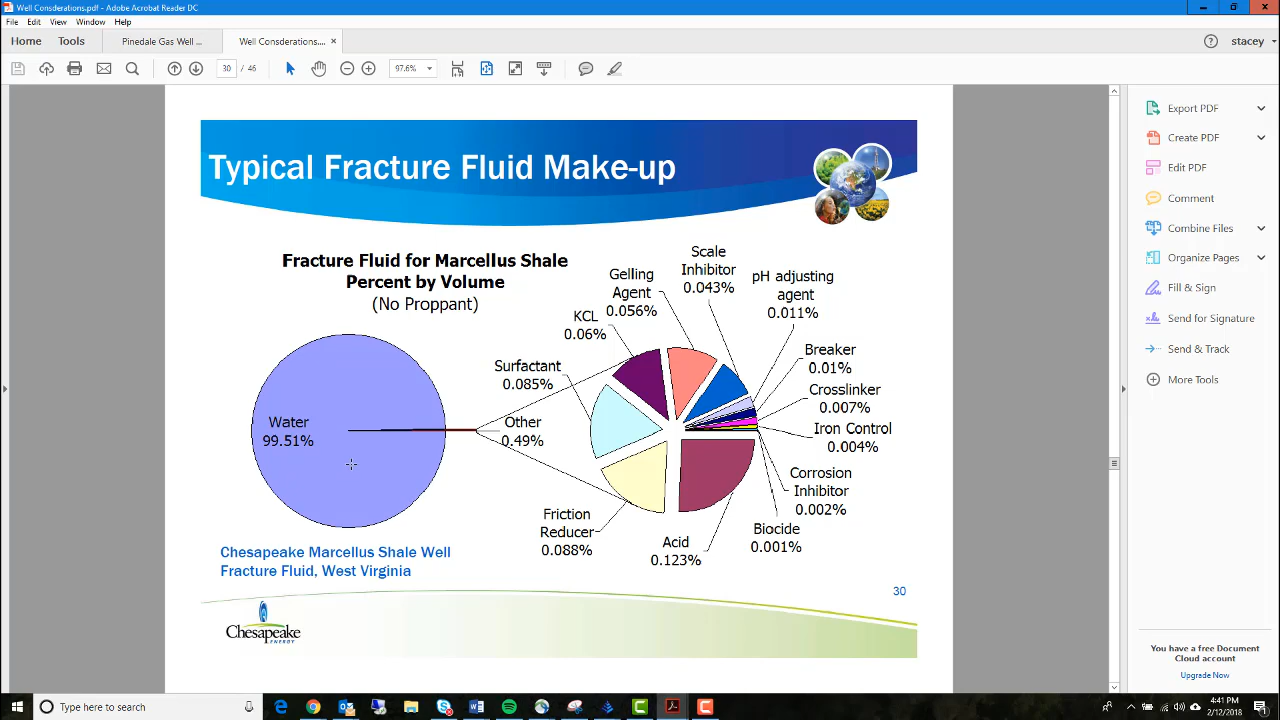 Well Considerations.pdf - Adobe Acrobat Reader DC
File Edit View Window Help
Home Tools Pinedale Gas Well ... Well Considerations.... × stacey
30 / 46 97.6%
Typical Fracture Fluid Make-up
Fracture Fluid for Marcellus Shale
Percent by Volume
(No Proppant)
Water
99.51%
Other
0.49%
Surfactant
0.085%
KCL
0.06%
Gelling
Agent
0.056%
Scale
Inhibitor
0.043%
pH adjusting
agent
0.011%
Breaker
0.01%
Crosslinker
0.007%
Iron Control
0.004%
Corrosion
Inhibitor
0.002%
Biocide
0.001%
Acid
0.123%
Friction
Reducer
0.088%
Chesapeake Marcellus Shale Well
Fracture Fluid, West Virginia
30
Chesapeake
ENERGY
Export PDF
Create PDF
Edit PDF
Comment
Combine Files
Organize Pages
Fill & Sign
Send for Signature
Send & Track
More Tools
You have a free Document
Cloud account
Upgrade Now
Type here to search
4:41 PM
2/12/2018